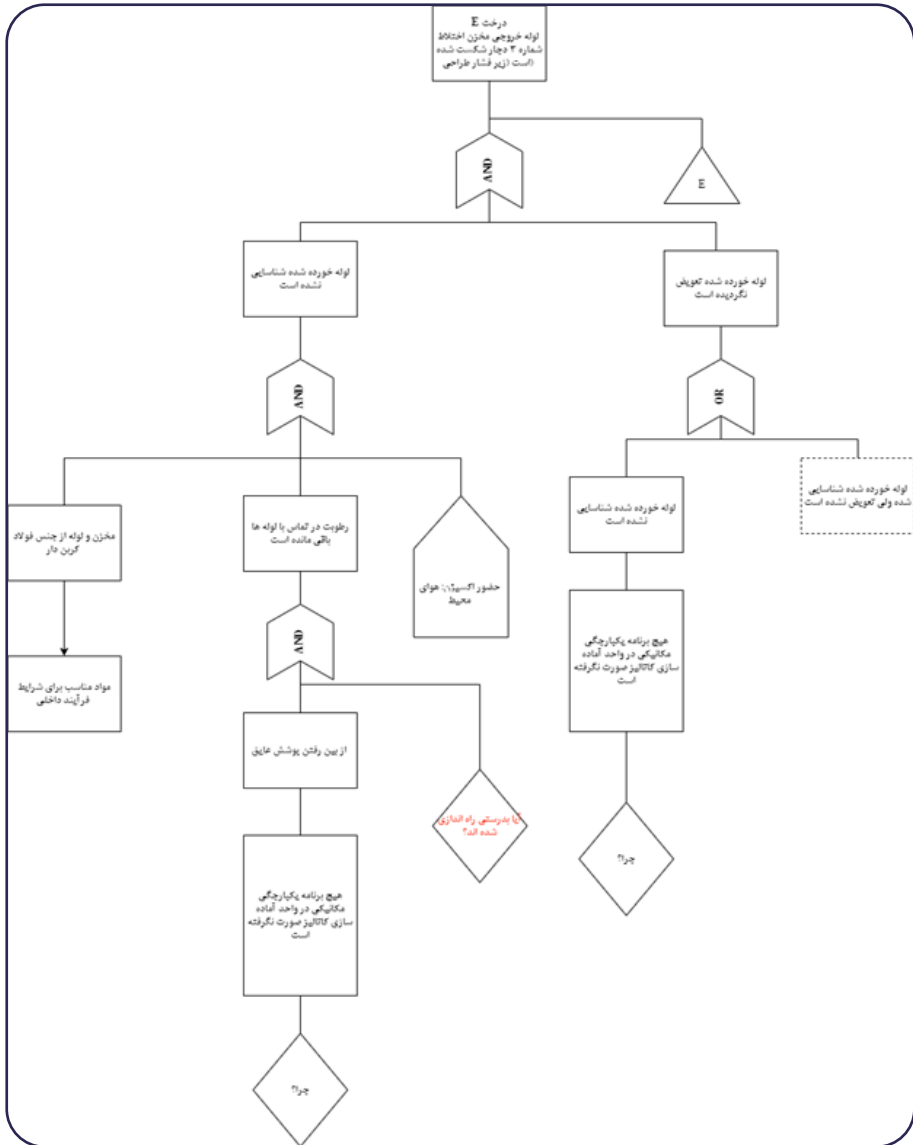 درخت E
لوله خروجی مخزن اختلاط
شماره ۳ دچار شکست شده
است (زیر فشار طراحی)
AND
E
لوله خورده شده تعویض
نگردیده است
لوله خورده شده شناسایی
نشده است
OR
AND
لوله خورده شده شناسایی
شده ولی تعویض نشده است
لوله خورده شده شناسایی
نشده است
حضور اکسیژن: هوای
محیط
رطوبت در تماس با لوله ها
باقی مانده است
مخزن و لوله از جنس فولاد
کربن دار
هیچ برنامه یکپارچگی
مکانیکی در واحد آماده
سازی کاتالیز صورت نگرفته
است
AND
مواد مناسب برای شرایط
فرآیند داخلی
از بین رفتن پوشش عایق
آیا بدرستی راه اندازی
شده اند؟
چرا؟
هیچ برنامه یکپارچگی
مکانیکی در واحد آماده
سازی کاتالیز صورت نگرفته
است
چرا؟